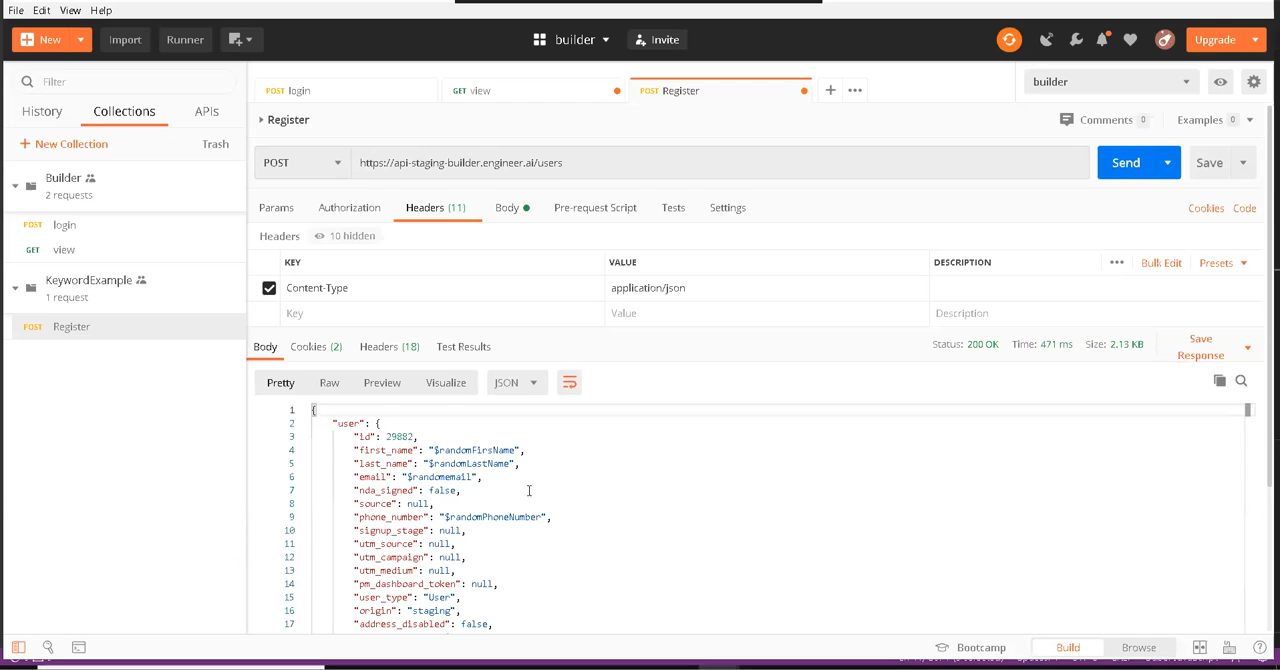 File Edit View Help
New Import Runner builder Invite Upgrade
Filter
History Collections APIs
+ New Collection Trash
Builder
2 requests
POST login
GET view
KeywordExample
1 request
POST Register
POST login GET view POST Register + ••• builder
Register Comments 0 Examples 0
POST https://api-staging-builder.engineer.ai/users Send Save
Params Authorization Headers (11) Body Pre-request Script Tests Settings Cookies Code
Headers 10 hidden
KEY VALUE DESCRIPTION ••• Bulk Edit Presets
Content-Type application/json
Key Value Description
Body Cookies (2) Headers (18) Test Results Status: 200 OK Time: 471 ms Size: 2.13 KB Save Response
Pretty Raw Preview Visualize JSON
1 {
2 "user": {
3 "id": 29882,
4 "first_name": "$randomFirsName",
5 "last_name": "$randomLastName",
6 "email": "$randomemail",
7 "nda_signed": false,
8 "source": null,
9 "phone_number": "$randomPhoneNumber",
10 "signup_stage": null,
11 "utm_source": null,
12 "utm_campaign": null,
13 "utm_medium": null,
14 "pm_dashboard_token": null,
15 "user_type": "User",
16 "origin": "staging",
17 "address_disabled": false,
Bootcamp Build Browse